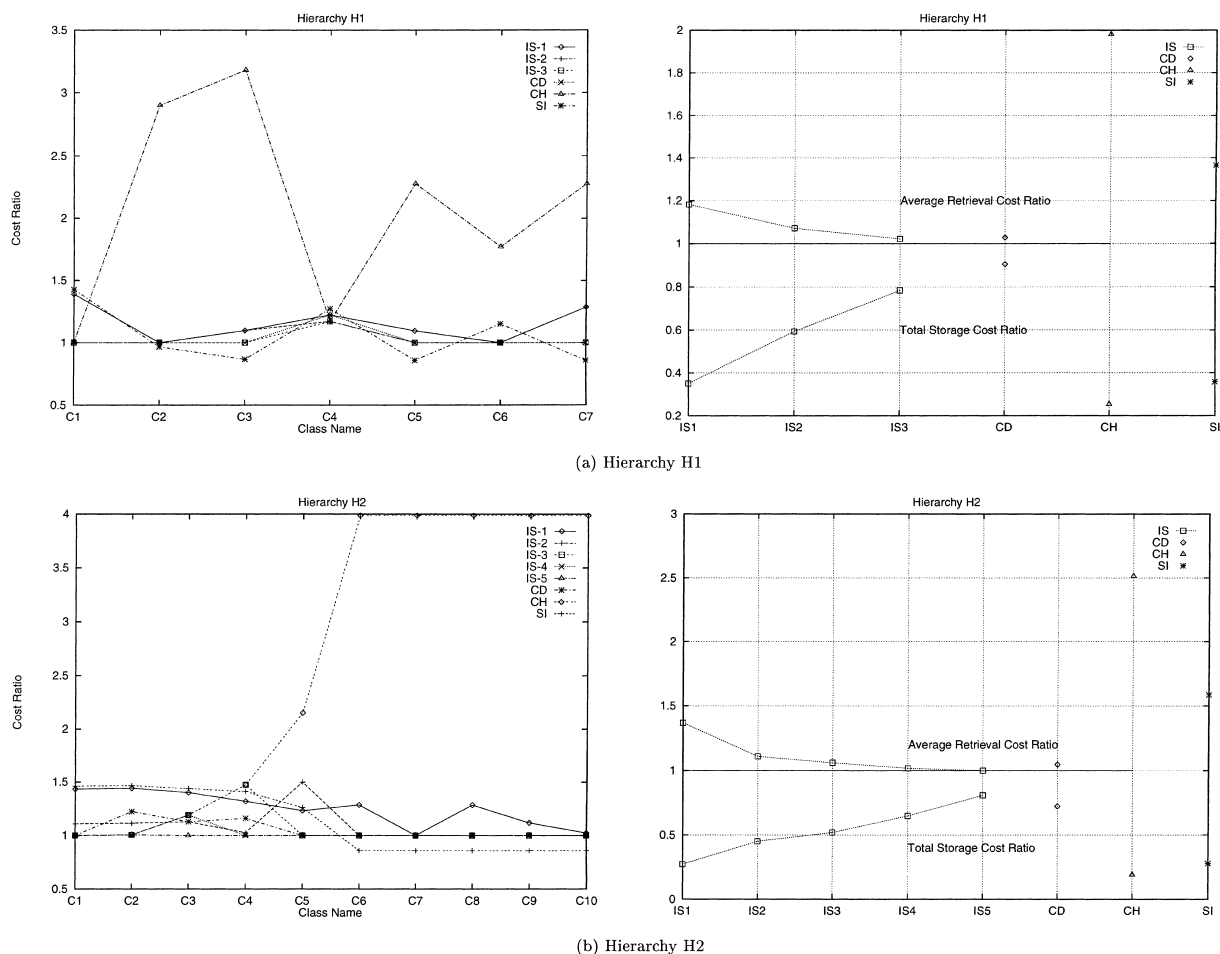 Hierarchy H1
3.5
3
2.5
2
1.5
1
0.5
Cost Ratio
IS-1
IS-2
IS-3
CD
CH
SI
C1 C2 C3 C4 C5 C6 C7
Class Name
Hierarchy H1
2
1.8
1.6
1.4
1.2
1
0.8
0.6
0.4
0.2
IS
CD
CH
SI
Average Retrieval Cost Ratio
Total Storage Cost Ratio
IS1 IS2 IS3 CD CH SI
(a) Hierarchy H1
Hierarchy H2
4
3.5
3
2.5
2
1.5
1
0.5
Cost Ratio
IS-1
IS-2
IS-3
IS-4
IS-5
CD
CH
SI
C1 C2 C3 C4 C5 C6 C7 C8 C9 C10
Class Name
Hierarchy H2
3
2.5
2
1.5
1
0.5
0
IS
CD
CH
SI
Average Retrieval Cost Ratio
Total Storage Cost Ratio
IS1 IS2 IS3 IS4 IS5 CD CH SI
(b) Hierarchy H2